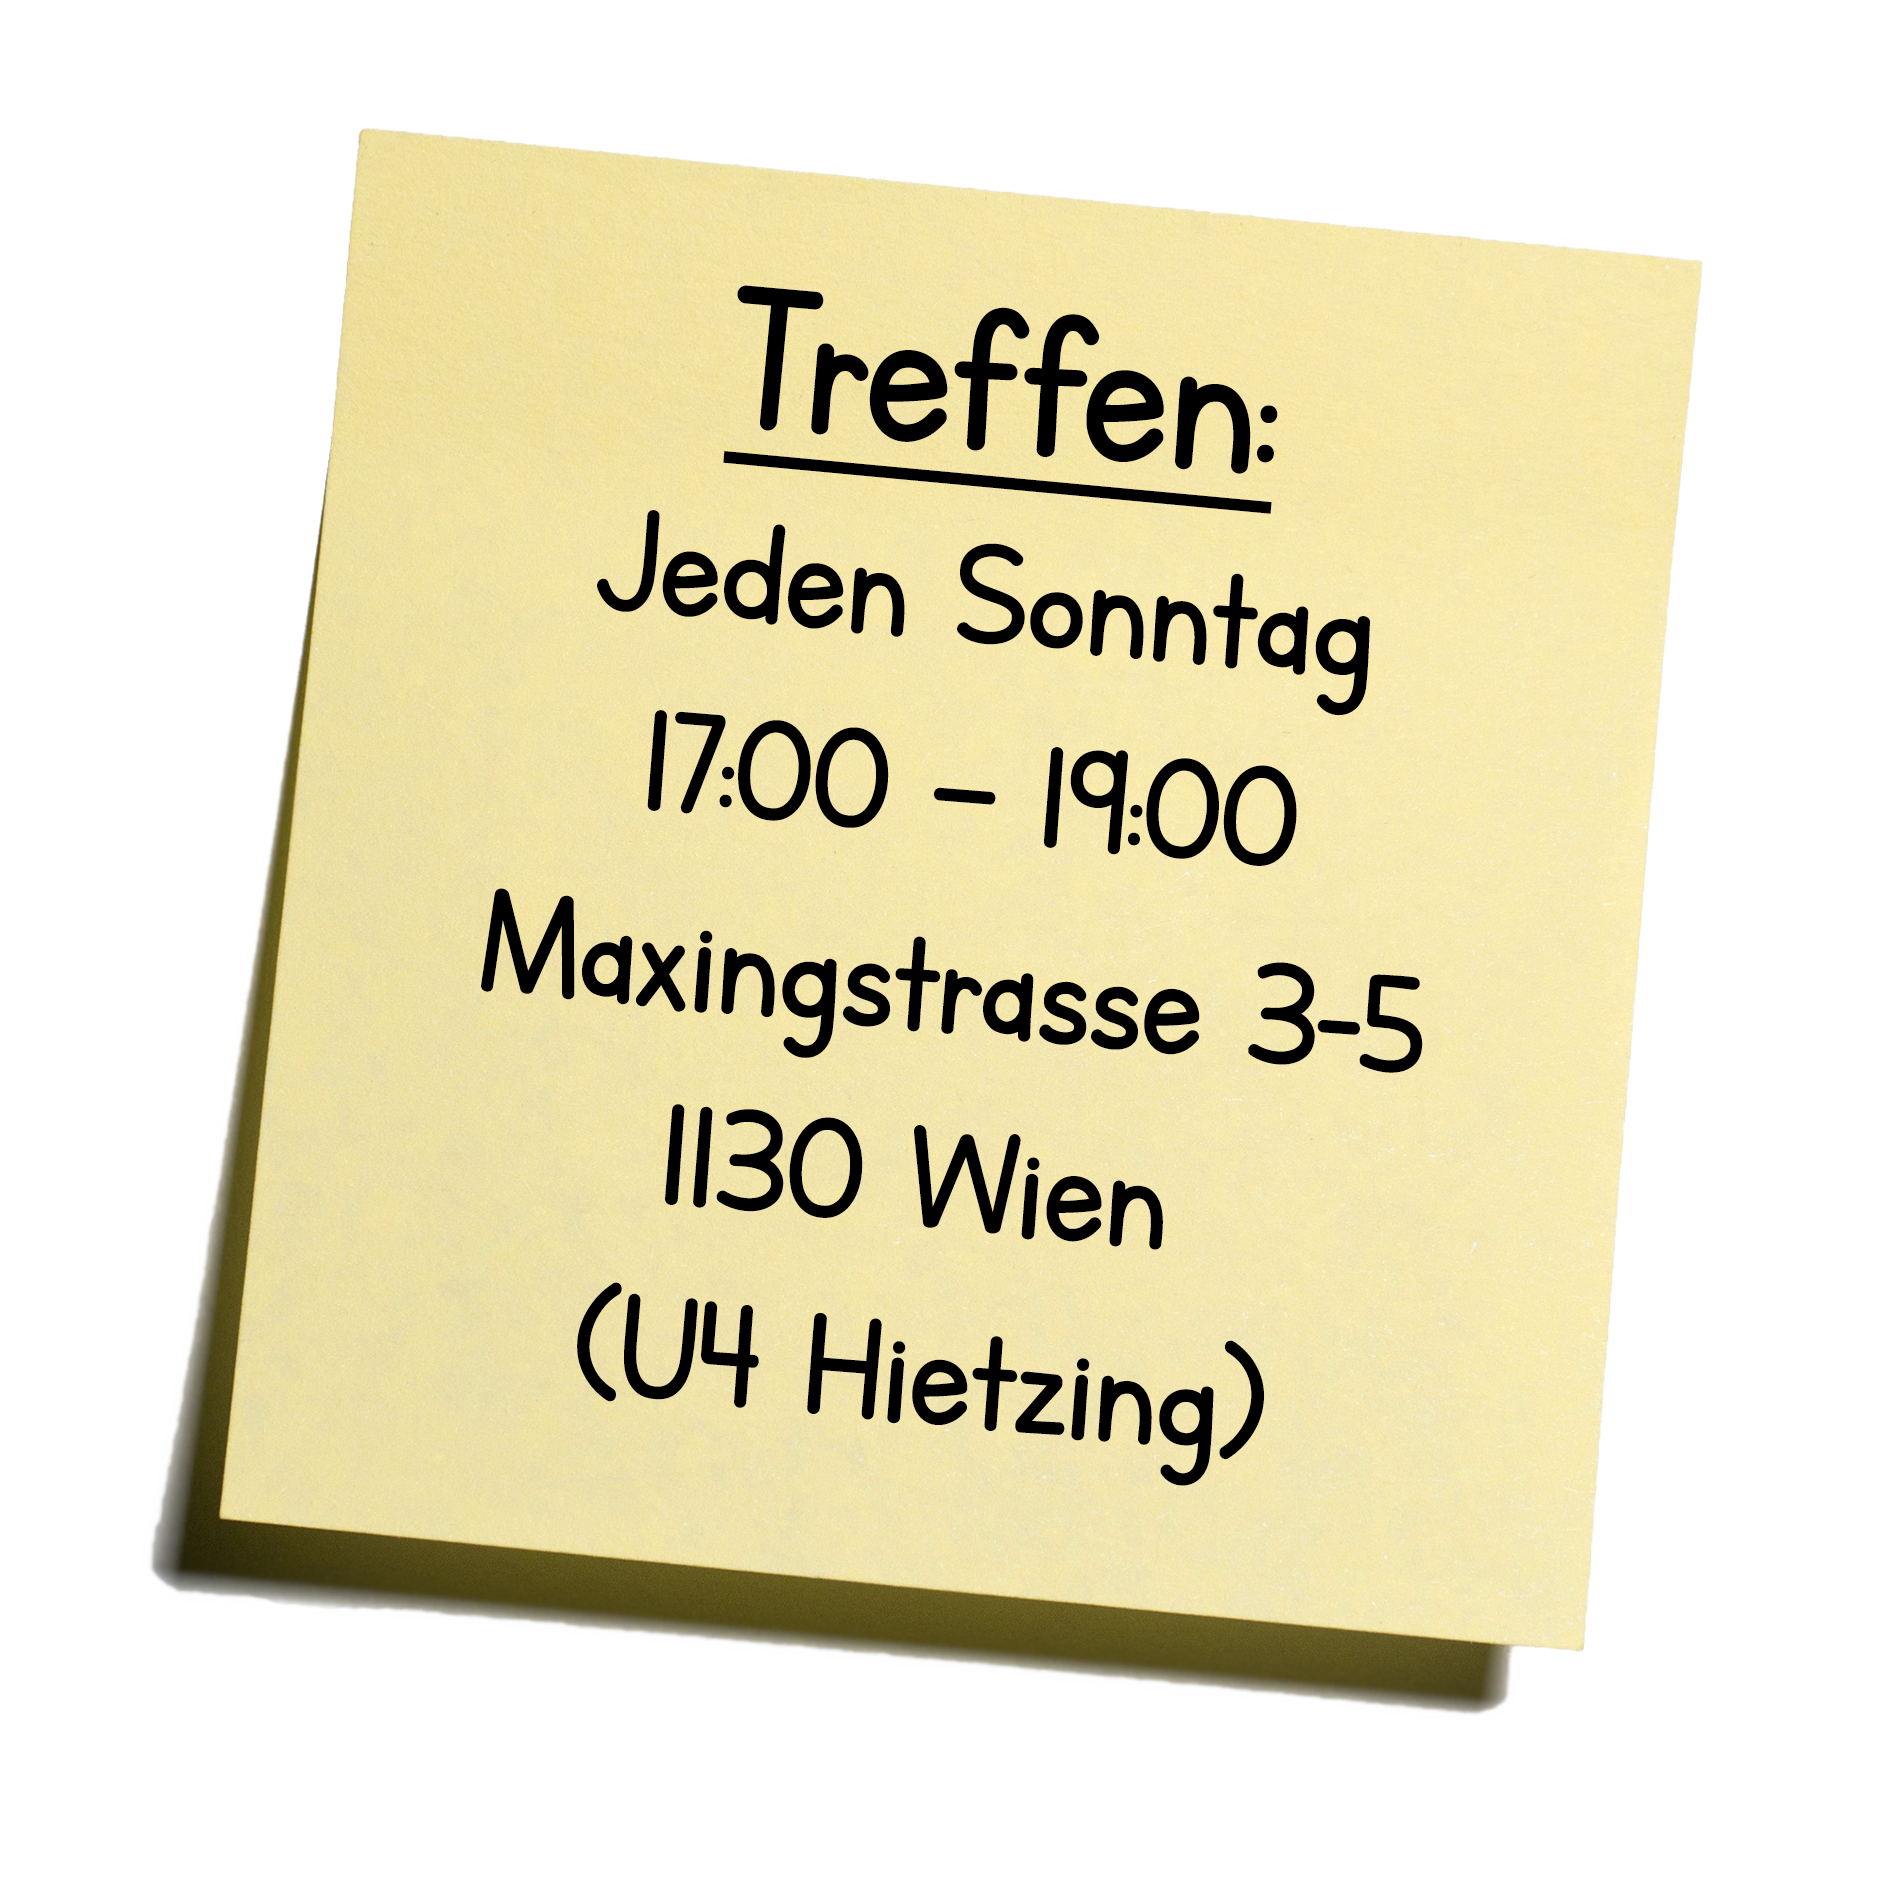 Treffen:
Jeden Sonntag
17:00 – 19:00
Maxingstrasse 3-5
1130 Wien
(U4 Hietzing)